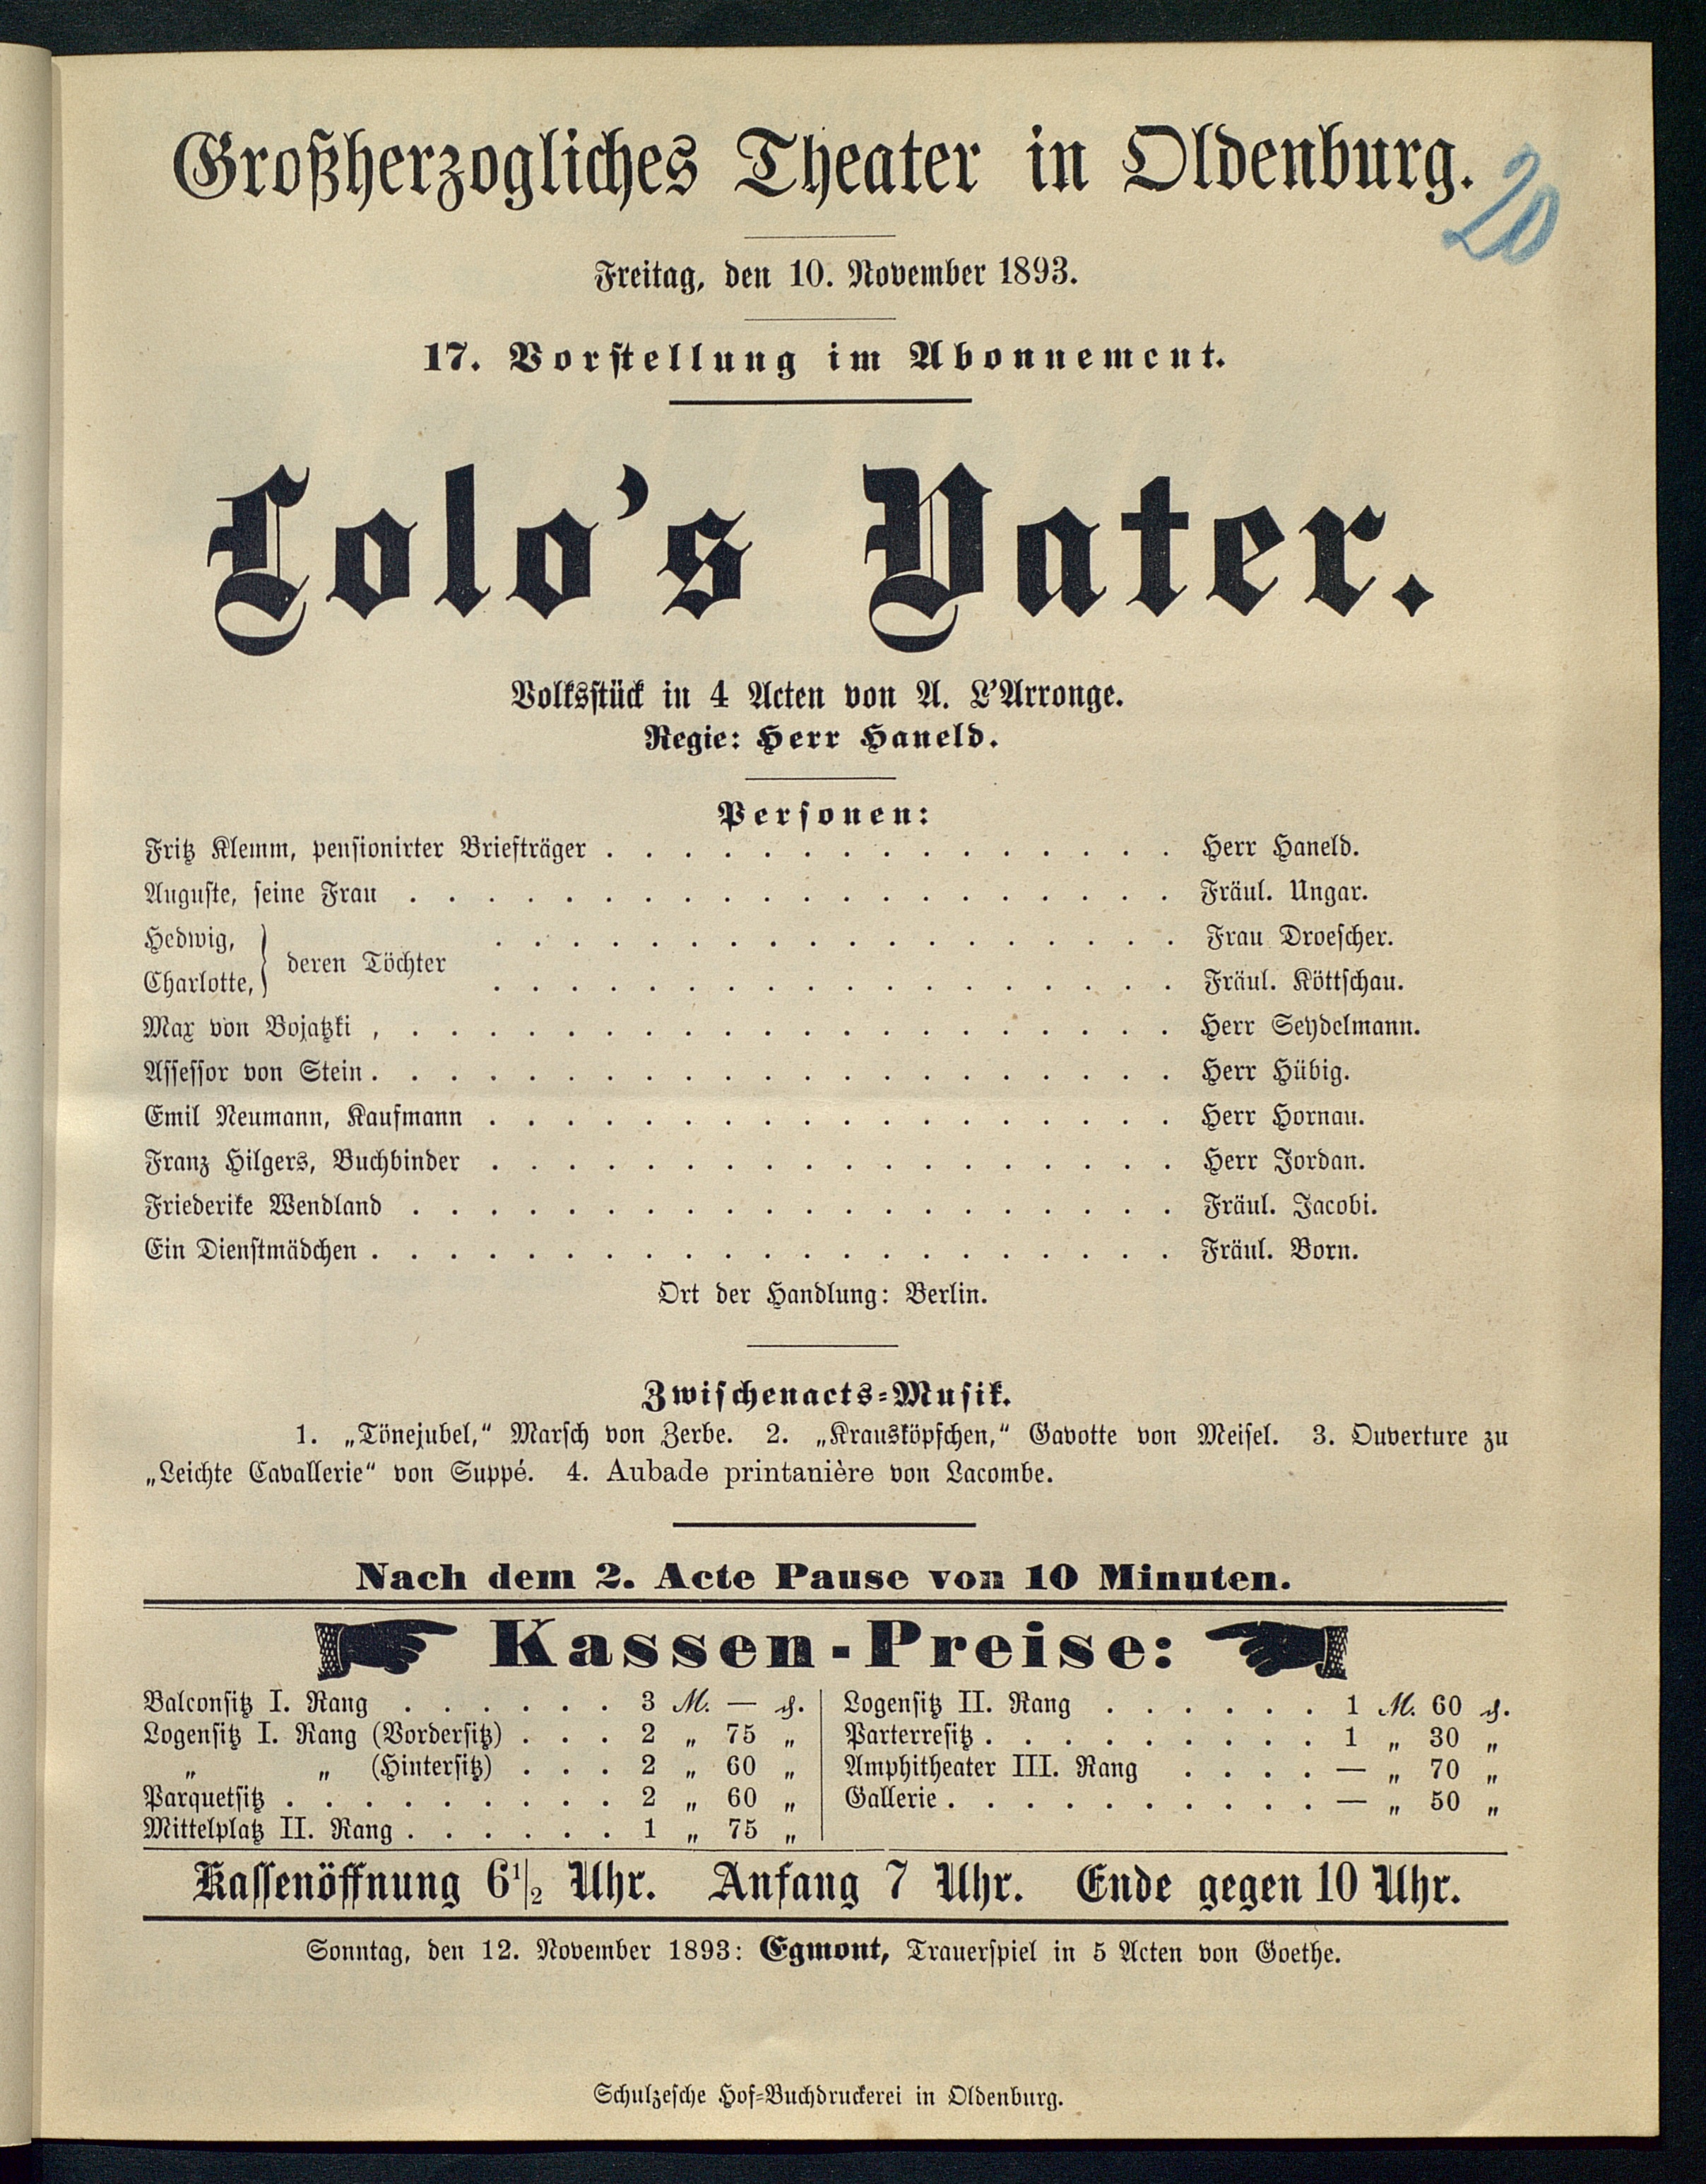 Großherzogliches Theater in Oldenburg.
20
Freitag, den 10. November 1893.
17. Vorstellung im Abonnement.
Lolo's Vater.
Volksstück in 4 Acten von A. L'Arronge.
Regie: Herr Haneld.
Personen:
Fritz Klemm, pensionirter Briefträger . . . . . . . . . . . . . . . Herr Haneld.
Auguste, seine Frau . . . . . . . . . . . . . . . . . . . . Fräul. Ungar.
Hedwig, . . . . . . . . . . . . . . . . . . Frau Droescher.
deren Töchter
Charlotte, . . . . . . . . . . . . . . . . . . Fräul. Köttschau.
Max von Bojatzki , . . . . . . . . . . . . . . . . . . . . Herr Seydelmann.
Assessor von Stein . . . . . . . . . . . . . . . . . . . . . Herr Hübig.
Emil Neumann, Kaufmann . . . . . . . . . . . . . . . . . . Herr Hornau.
Franz Hilgers, Buchbinder . . . . . . . . . . . . . . . . . . Herr Jordan.
Friederike Wendland . . . . . . . . . . . . . . . . . . . . Fräul. Jacobi.
Ein Dienstmädchen . . . . . . . . . . . . . . . . . . . . . Fräul. Born.
Ort der Handlung: Berlin.
Zwischenacts-Musik.
1. „Tönejubel,“ Marsch von Zerbe. 2. „Krausköpfchen,“ Gavotte von Meisel. 3. Ouverture zu
„Leichte Cavallerie“ von Suppé. 4. Aubade printanière von Lacombe.
Nach dem 2. Acte Pause von 10 Minuten.
Kassen-Preise:
Balconsitz I. Rang . . . . . . 3 M. — ₰.
Logensitz I. Rang (Vordersitz) . . . 2 „ 75 „
„ „ (Hintersitz) . . . 2 „ 60 „
Parquetsitz . . . . . . . . . 2 „ 60 „
Mittelplatz II. Rang . . . . . . 1 „ 75 „
Logensitz II. Rang . . . . . . 1 M. 60 ₰.
Parterresitz . . . . . . . . . 1 „ 30 „
Amphitheater III. Rang . . . . — „ 70 „
Gallerie . . . . . . . . . . — „ 50 „
Kassenöffnung 6½ Uhr. Anfang 7 Uhr. Ende gegen 10 Uhr.
Sonntag, den 12. November 1893: Egmont, Trauerspiel in 5 Acten von Goethe.
Schulzesche Hof-Buchdruckerei in Oldenburg.